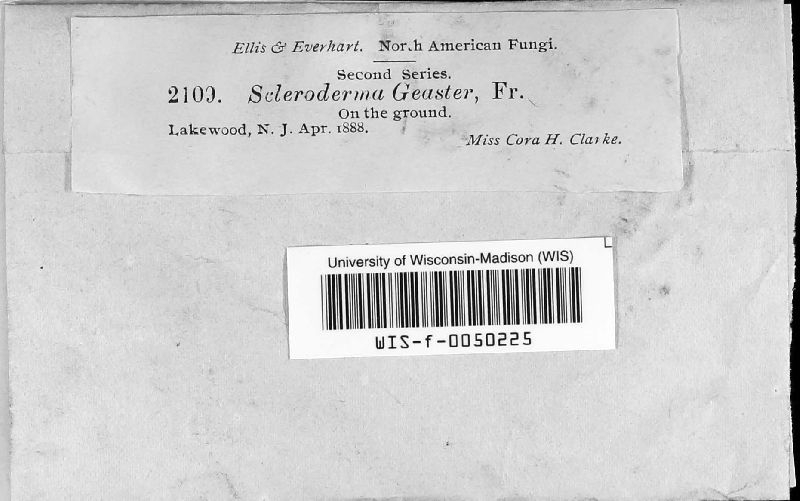 Ellis & Everhart. North American Fungi.
Second Series.
2109. Scleroderma Geaster, Fr.
On the ground.
Lakewood, N. J. Apr. 1888.
Miss Cora H. Clarke.
University of Wisconsin-Madison (WIS)
WIS-f-0050225